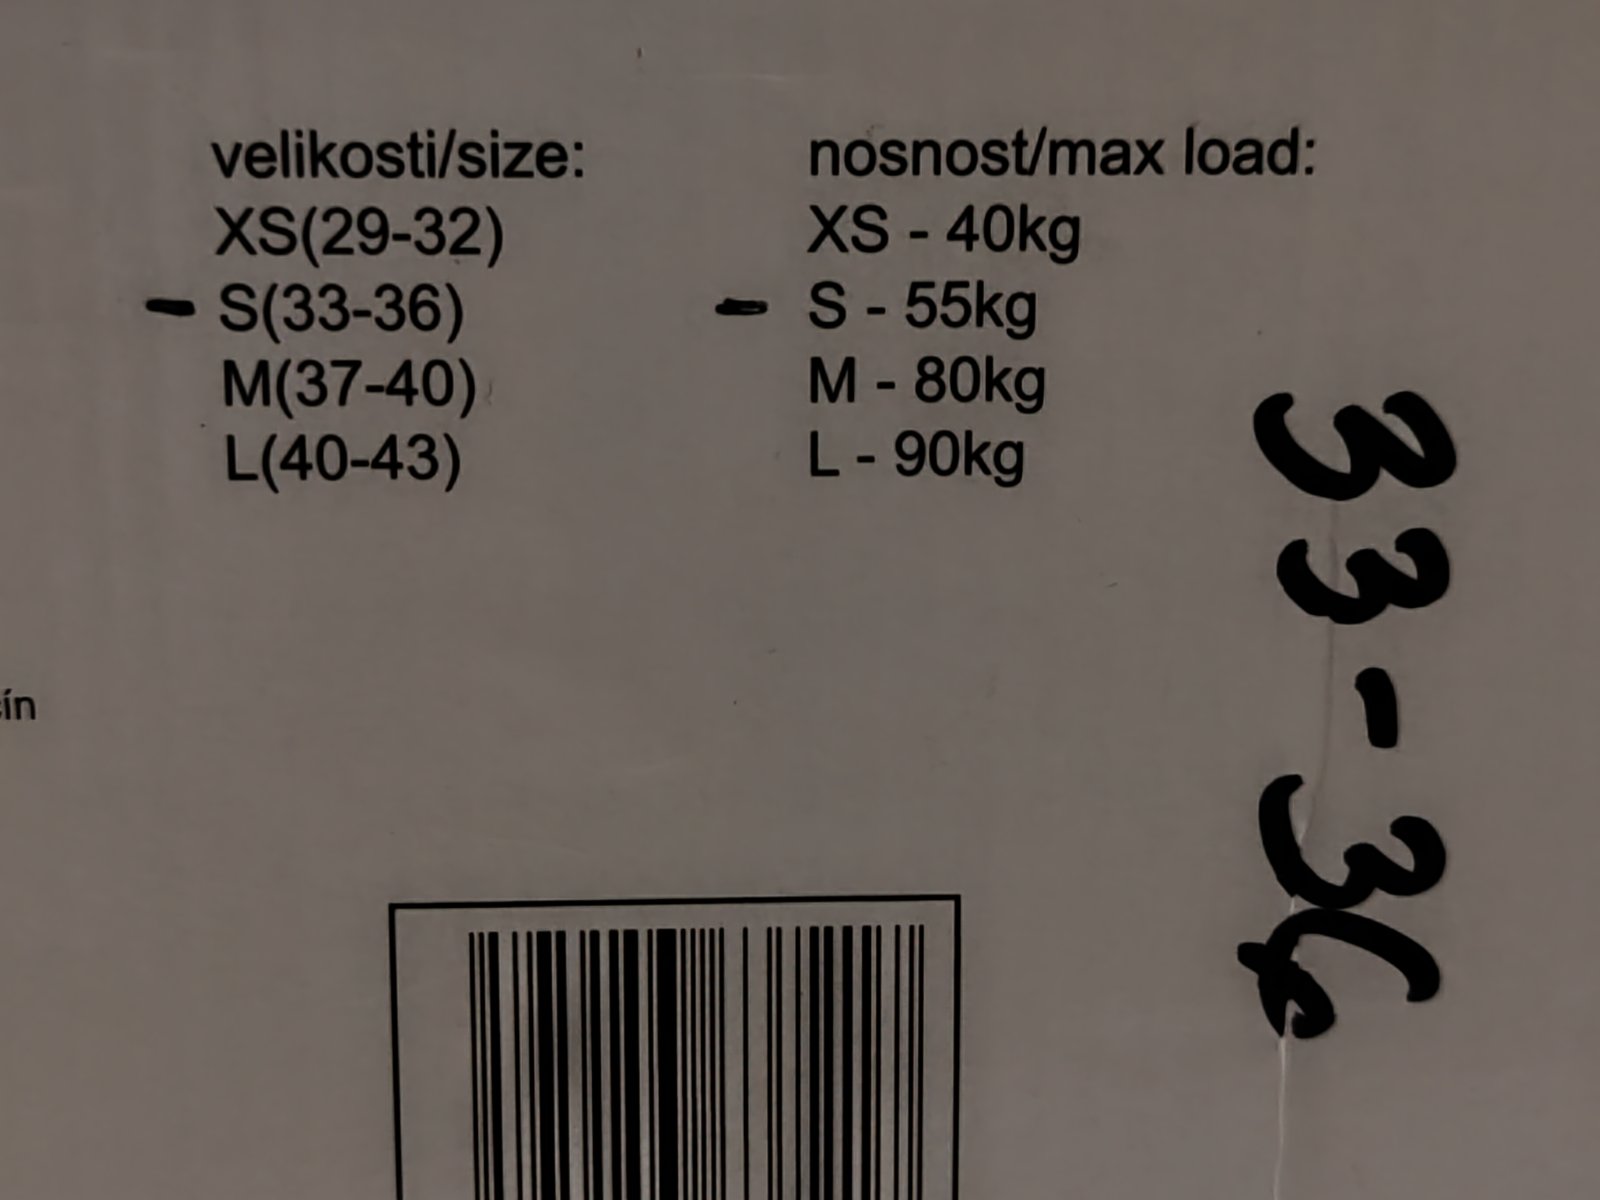 velikosti/size:
XS(29-32)
- S(33-36)
M(37-40)
L(40-43)
nosnost/max load:
XS - 40kg
- S - 55kg
M - 80kg
L - 90kg
33-36